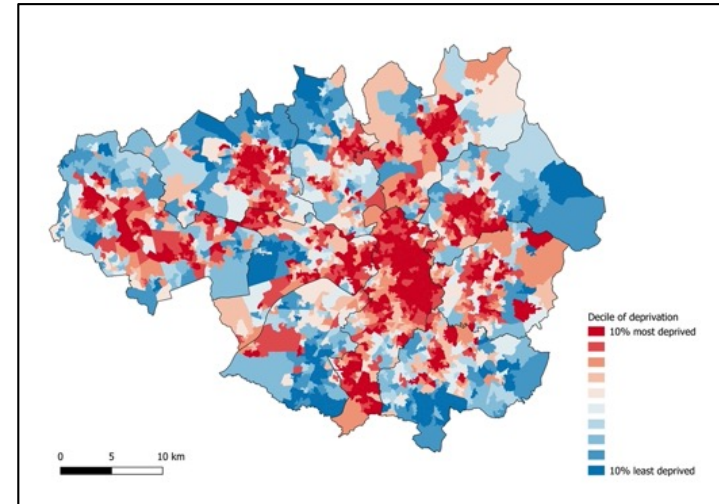 Decile of deprivation
10% most deprived
10% least deprived
0 5 10 km